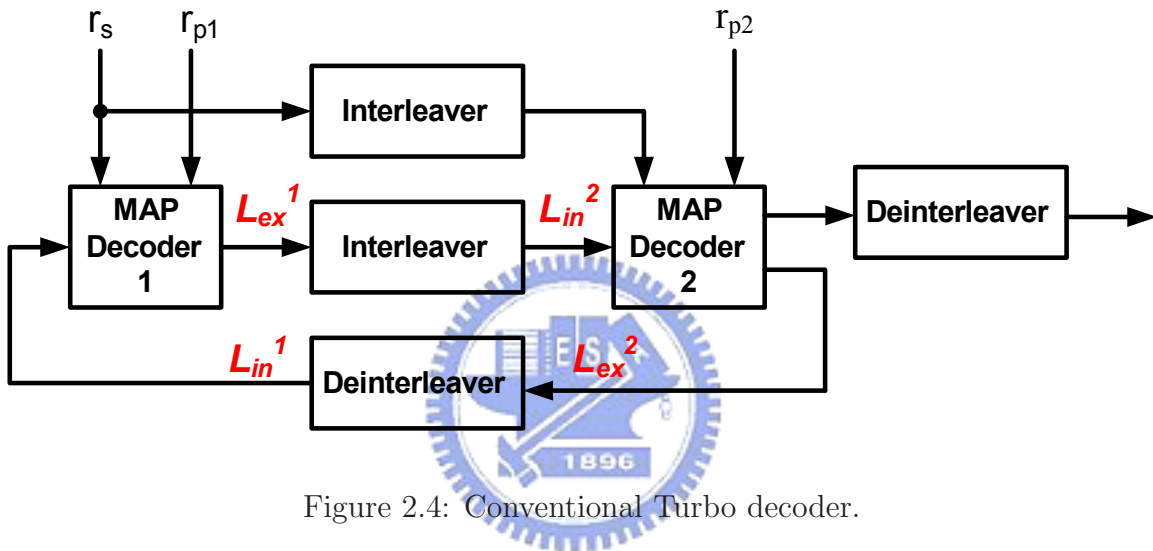 r_s r_p1 r_p2
Interleaver
MAP Decoder 1
L_ex^1
Interleaver
L_in^2
MAP Decoder 2
Deinterleaver
L_in^1
Deinterleaver
L_ex^2
E S
1896
Figure 2.4: Conventional Turbo decoder.